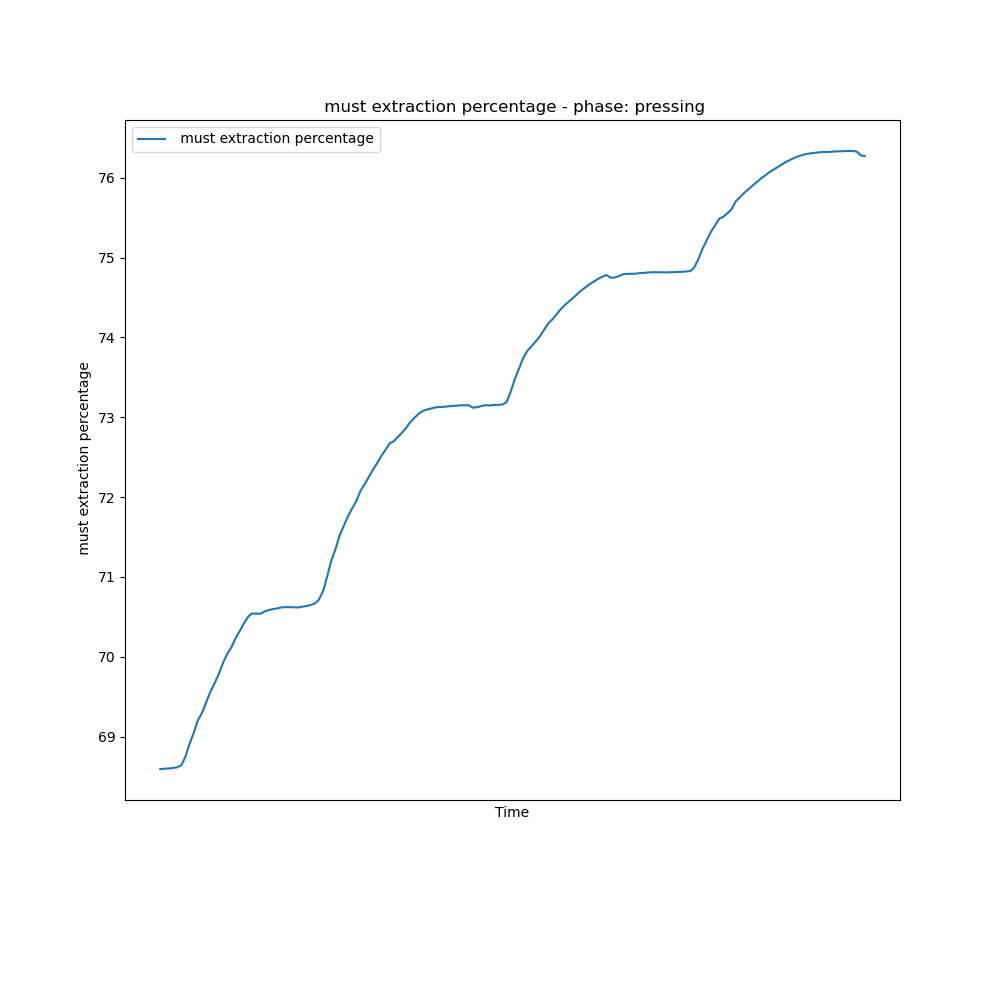 must extraction percentage - phase: pressing
must extraction percentage
76
75
74
73
72
71
70
69
must extraction percentage
Time